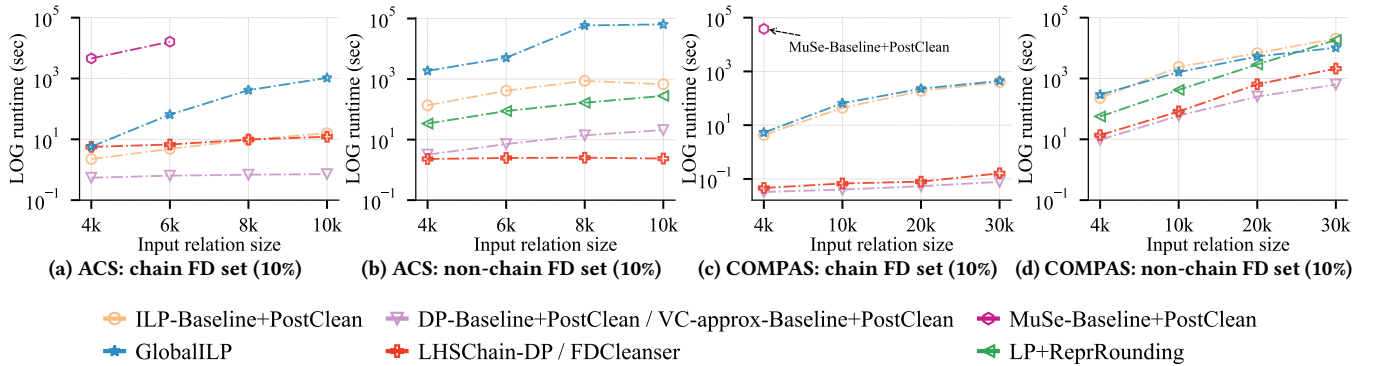 LOG runtime (sec)
10^5
10^3
10^1
10^−1
4k 6k 8k 10k
Input relation size
(a) ACS: chain FD set (10%)
LOG runtime (sec)
10^5
10^3
10^1
10^−1
4k 6k 8k 10k
Input relation size
(b) ACS: non-chain FD set (10%)
LOG runtime (sec)
10^5
10^3
10^1
10^−1
MuSe-Baseline+PostClean
4k 10k 20k 30k
Input relation size
(c) COMPAS: chain FD set (10%)
LOG runtime (sec)
10^5
10^3
10^1
10^−1
4k 10k 20k 30k
Input relation size
(d) COMPAS: non-chain FD set (10%)
ILP-Baseline+PostClean
DP-Baseline+PostClean / VC-approx-Baseline+PostClean
MuSe-Baseline+PostClean
GlobalILP
LHSChain-DP / FDCleanser
LP+ReprRounding